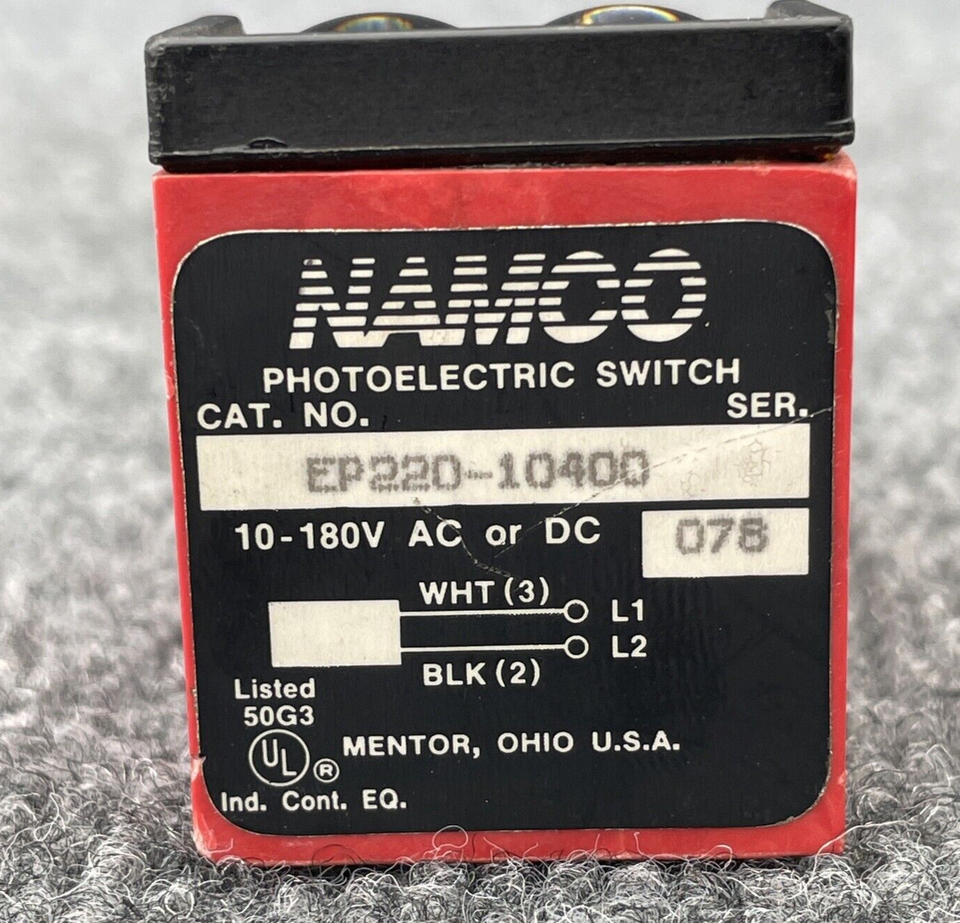 NAMCO
PHOTOELECTRIC SWITCH
CAT. NO. SER.
EP220-10400
10-180V AC or DC 078
WHT (3)
L1
L2
BLK (2)
Listed
50G3
UL ®
MENTOR, OHIO U.S.A.
Ind. Cont. EQ.